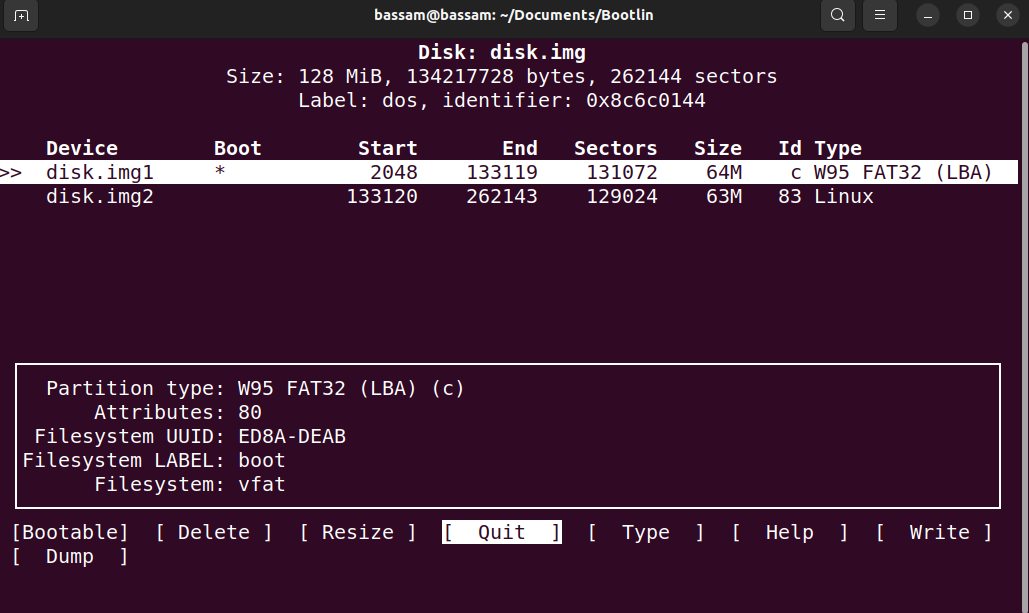 bassam@bassam: ~/Documents/Bootlin
Disk: disk.img
Size: 128 MiB, 134217728 bytes, 262144 sectors
Label: dos, identifier: 0x8c6c0144
Device Boot Start End Sectors Size Id Type
>> disk.img1 * 2048 133119 131072 64M c W95 FAT32 (LBA)
disk.img2 133120 262143 129024 63M 83 Linux
Partition type: W95 FAT32 (LBA) (c)
Attributes: 80
Filesystem UUID: ED8A-DEAB
Filesystem LABEL: boot
Filesystem: vfat
[Bootable] [ Delete ] [ Resize ] [ Quit ] [ Type ] [ Help ] [ Write ]
[ Dump ]